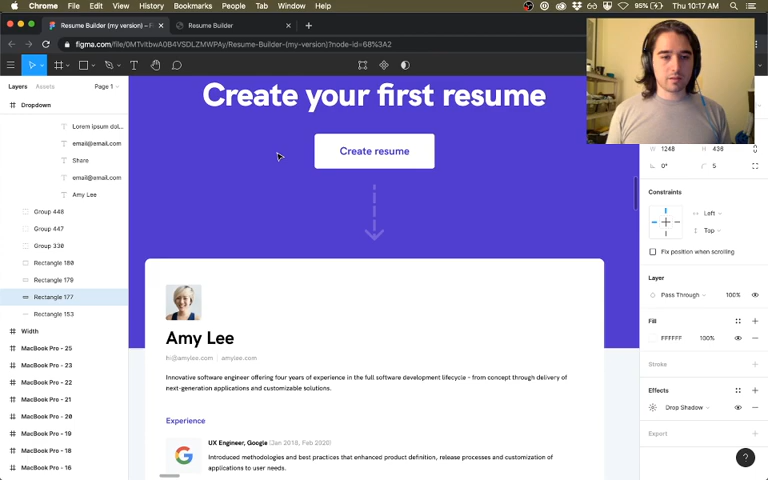 Chrome File Edit View History Bookmarks People Tab Window Help 95% Thu 10:17 AM
Resume Builder (my version) – F Resume Builder
figma.com/file/0MTvitbwA0B4VSDLZMWPAy/Resume-Builder-(my-version)?node-id=68%3A2
Layers Assets Page 1
Dropdown
Lorem ipsum dol...
email@email.com
Share
email@email.com
Amy Lee
Group 448
Group 447
Group 330
Rectangle 180
Rectangle 179
Rectangle 177
Rectangle 153
Width
MacBook Pro - 25
MacBook Pro - 23
MacBook Pro - 22
MacBook Pro - 21
MacBook Pro - 20
MacBook Pro - 19
MacBook Pro - 18
MacBook Pro - 16
Create your first resume
Create resume
Amy Lee
hi@amylee.com | amylee.com
Innovative software engineer offering four years of experience in the full software development lifecycle - from concept through delivery of
next-generation applications and customizable solutions.
Experience
UX Engineer, Google (Jan 2018, Feb 2020)
Introduced methodologies and best practices that enhanced product definition, release processes and customization of
applications to user needs.
W 1248 H 436
0° 5
Constraints
Left
Top
Fix position when scrolling
Layer
Pass Through 100%
Fill
FFFFFF 100%
Stroke
Effects
Drop Shadow
Export
?